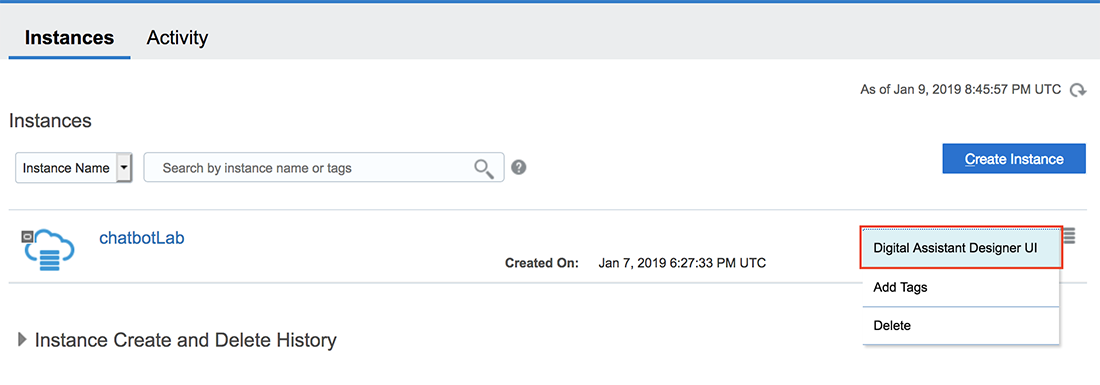 Instances Activity
As of Jan 9, 2019 8:45:57 PM UTC
Instances
Instance Name Search by instance name or tags ? Create Instance
chatbotLab
Digital Assistant Designer UI
Created On: Jan 7, 2019 6:27:33 PM UTC
Add Tags
Delete
Instance Create and Delete History